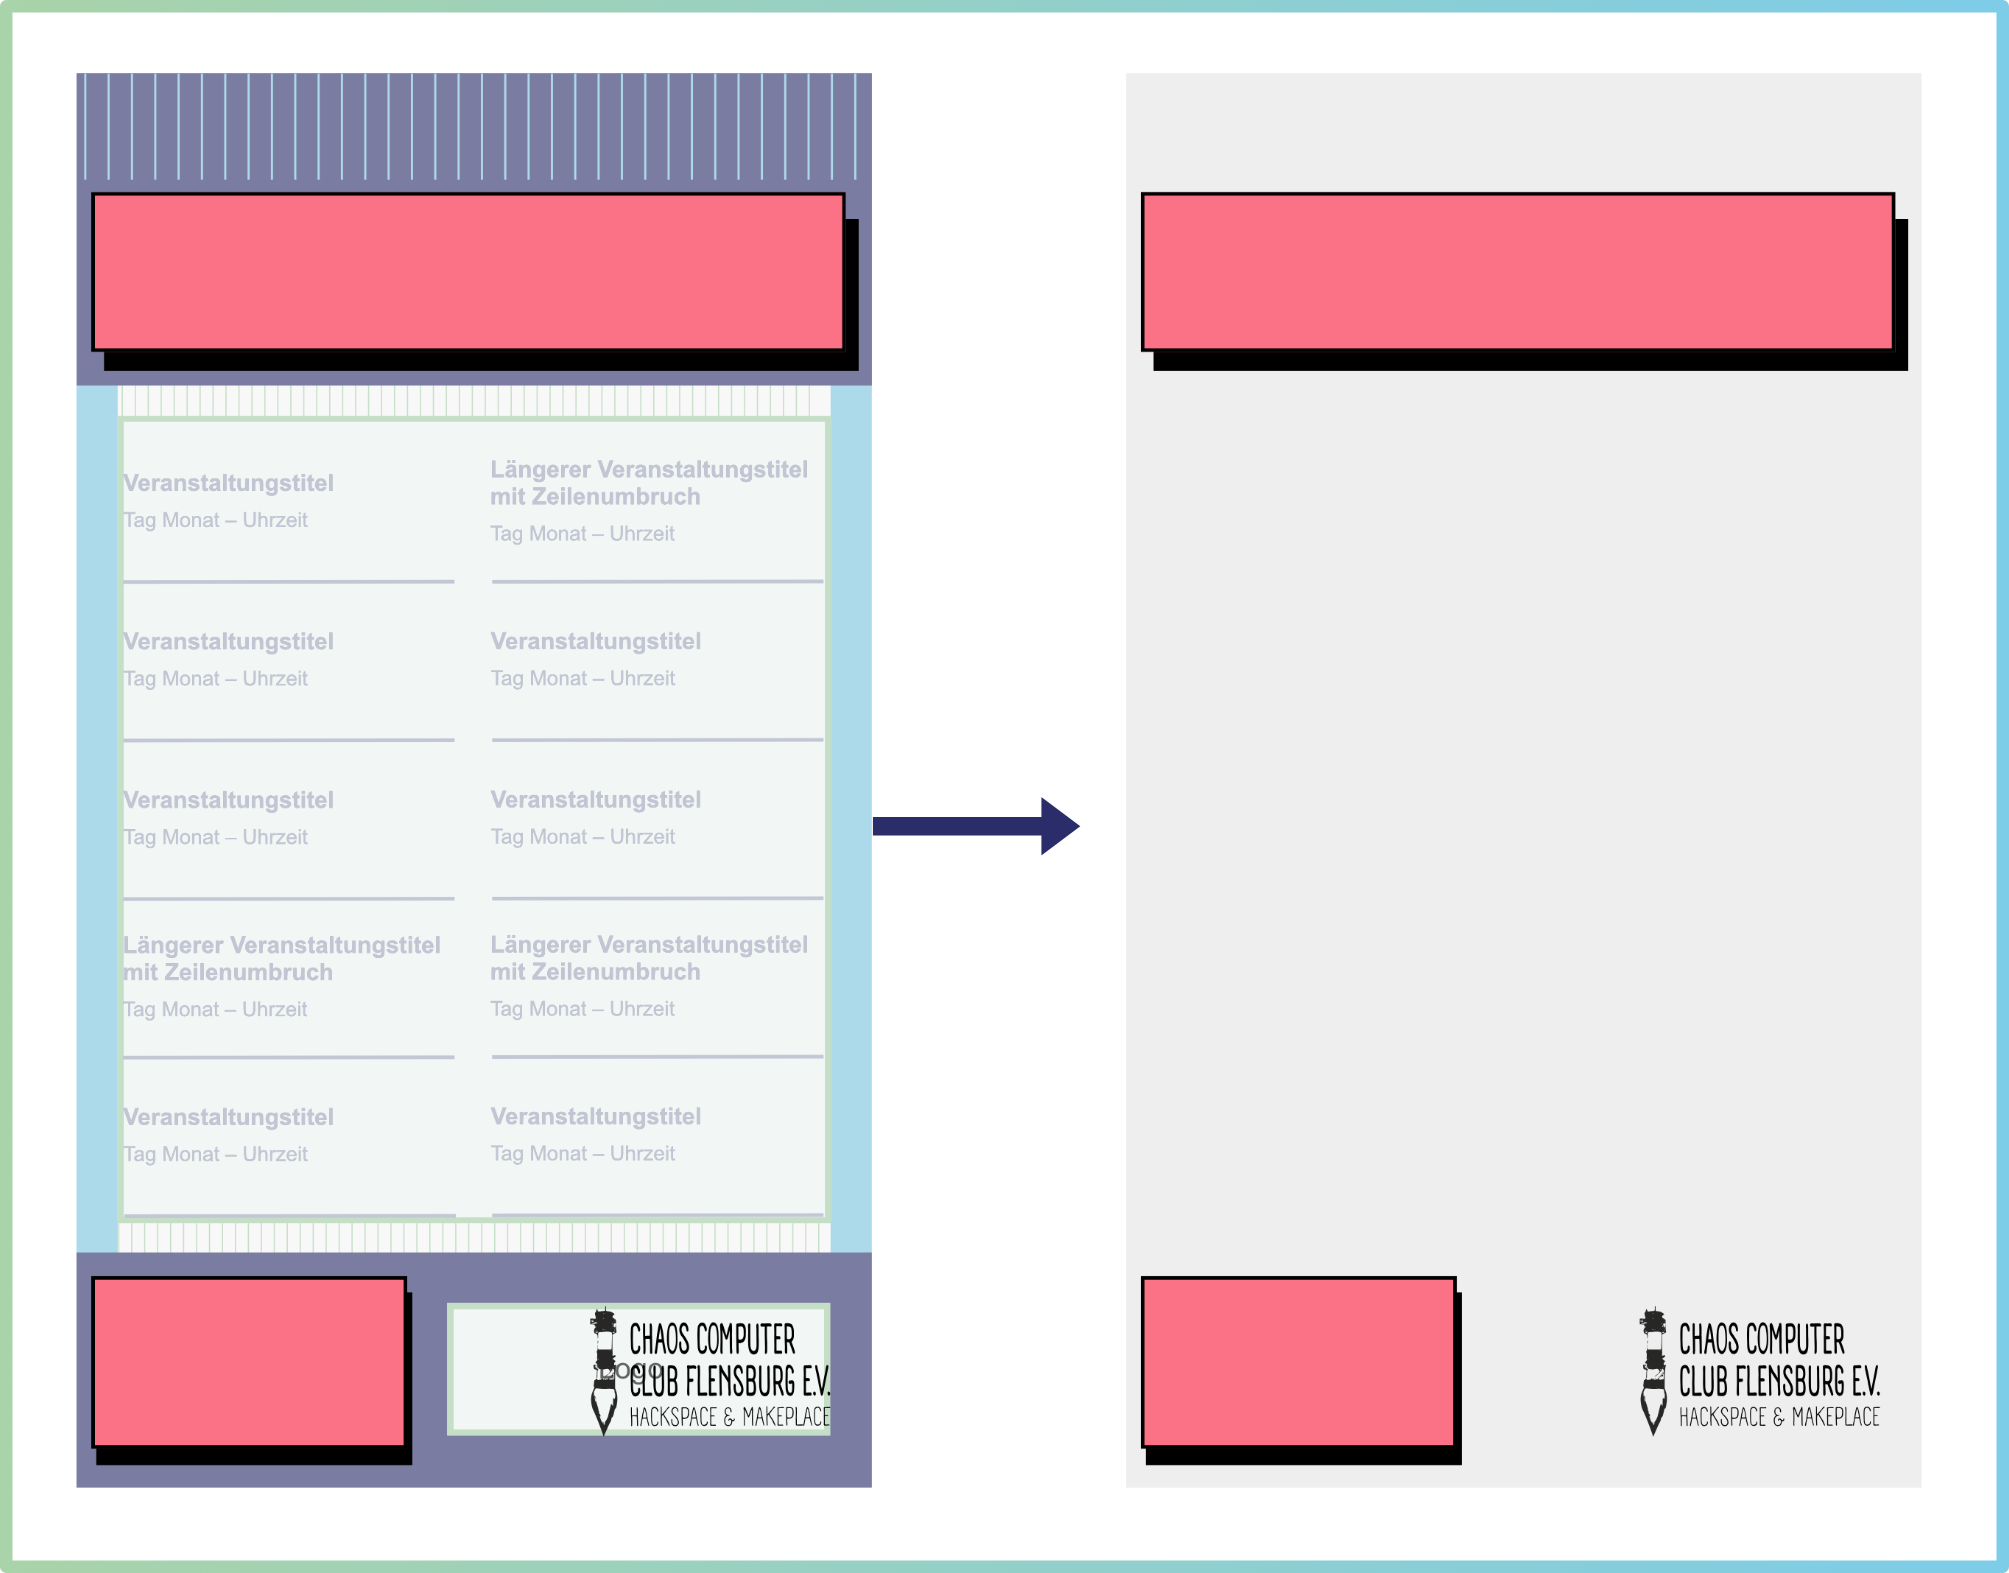 Veranstaltungstitel
Tag Monat – Uhrzeit
Längerer Veranstaltungstitel
mit Zeilenumbruch
Tag Monat – Uhrzeit
Veranstaltungstitel
Tag Monat – Uhrzeit
Veranstaltungstitel
Tag Monat – Uhrzeit
Veranstaltungstitel
Tag Monat – Uhrzeit
Veranstaltungstitel
Tag Monat – Uhrzeit
Längerer Veranstaltungstitel
mit Zeilenumbruch
Tag Monat – Uhrzeit
Längerer Veranstaltungstitel
mit Zeilenumbruch
Tag Monat – Uhrzeit
Veranstaltungstitel
Tag Monat – Uhrzeit
Veranstaltungstitel
Tag Monat – Uhrzeit
Logo
CHAOS COMPUTER
CLUB FLENSBURG E.V.
HACKSPACE & MAKEPLACE
CHAOS COMPUTER
CLUB FLENSBURG E.V.
HACKSPACE & MAKEPLACE